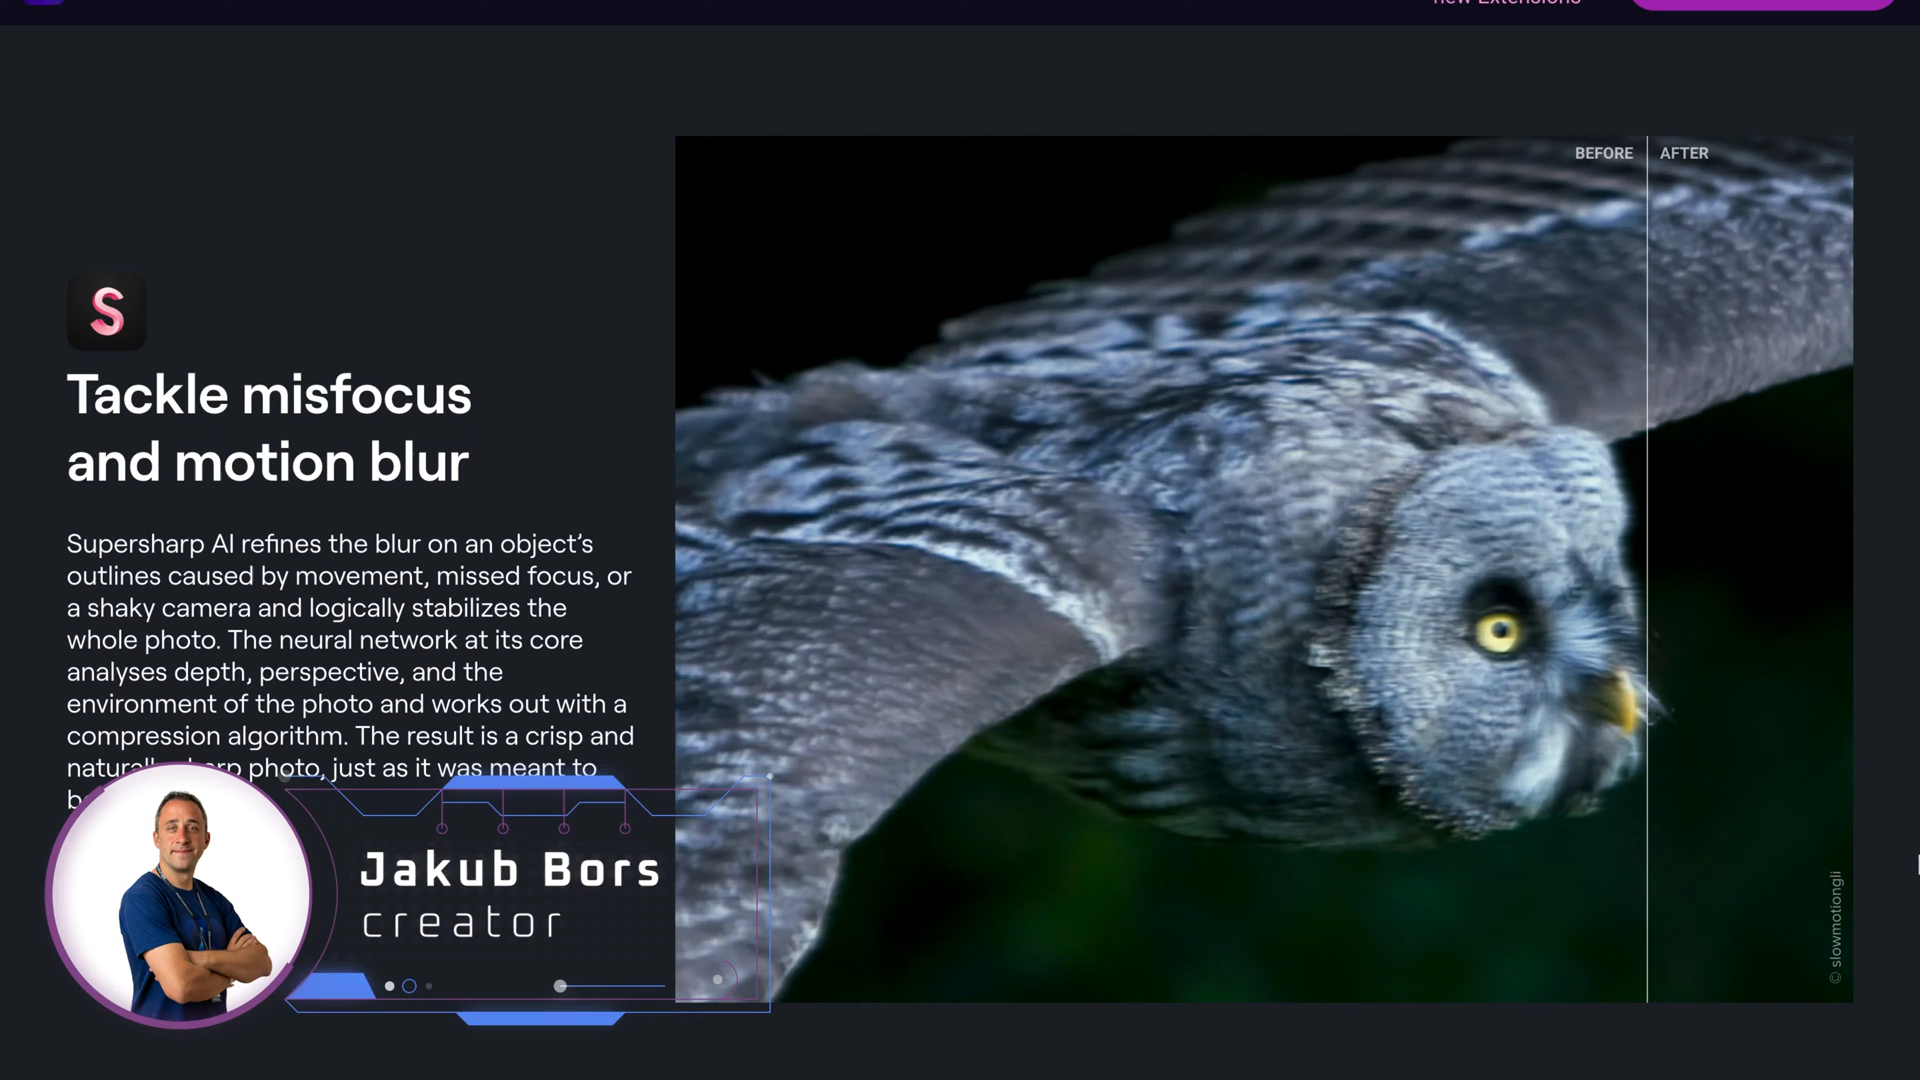 new Extensions
BEFORE AFTER
S
Tackle misfocus
and motion blur
Supersharp AI refines the blur on an object’s
outlines caused by movement, missed focus, or
a shaky camera and logically stabilizes the
whole photo. The neural network at its core
analyses depth, perspective, and the
environment of the photo and works out with a
compression algorithm. The result is a crisp and
photo, just as it was meant to
Jakub Bors
creator
© slowmotiongli